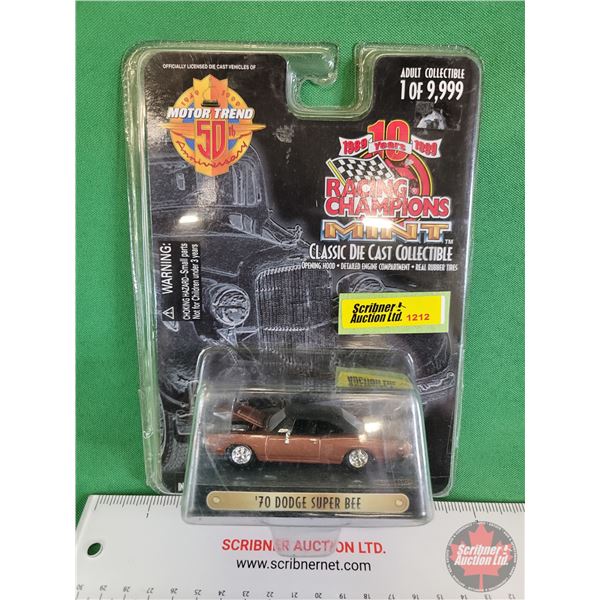 OFFICIALLY LICENSED DIE CAST VEHICLES OF
1949 1999
MOTOR TREND
50th
Anniversary
ADULT COLLECTIBLE
1 OF 9,999
1989 10 1999
Years
RACING
CHAMPIONS
MINT™
CLASSIC DIE CAST COLLECTIBLE
OPENING HOOD • DETAILED ENGINE COMPARTMENT • REAL RUBBER TIRES
WARNING:
CHOKING HAZARD-Small parts
Not for Children under 3 years
Scribner
Auction Ltd. 1212
'70 DODGE SUPER BEE
SCRIBNER AUCTION LTD.
www.scribnernet.com
Scribner
Auction Ltd.